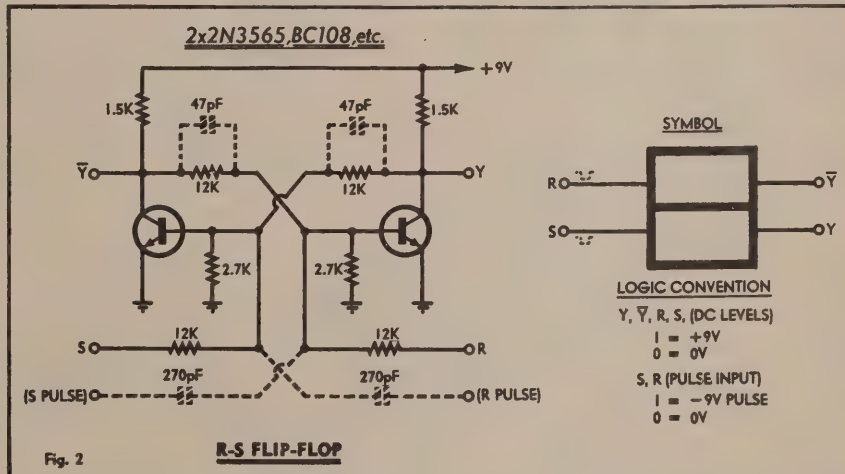 2x2N3565,BC108,etc.
+9V
1.5K
47pF
47pF
1.5K
Y̅
12K
12K
Y
2.7K
2.7K
S
12K
12K
R
(S PULSE)
270pF
270pF
(R PULSE)
Fig. 2
R-S FLIP-FLOP
SYMBOL
R
Y̅
S
Y
LOGIC CONVENTION
Y, Y̅, R, S, (DC LEVELS)
1 = +9V
0 = 0V
S, R (PULSE INPUT)
1 = -9V PULSE
0 = 0V